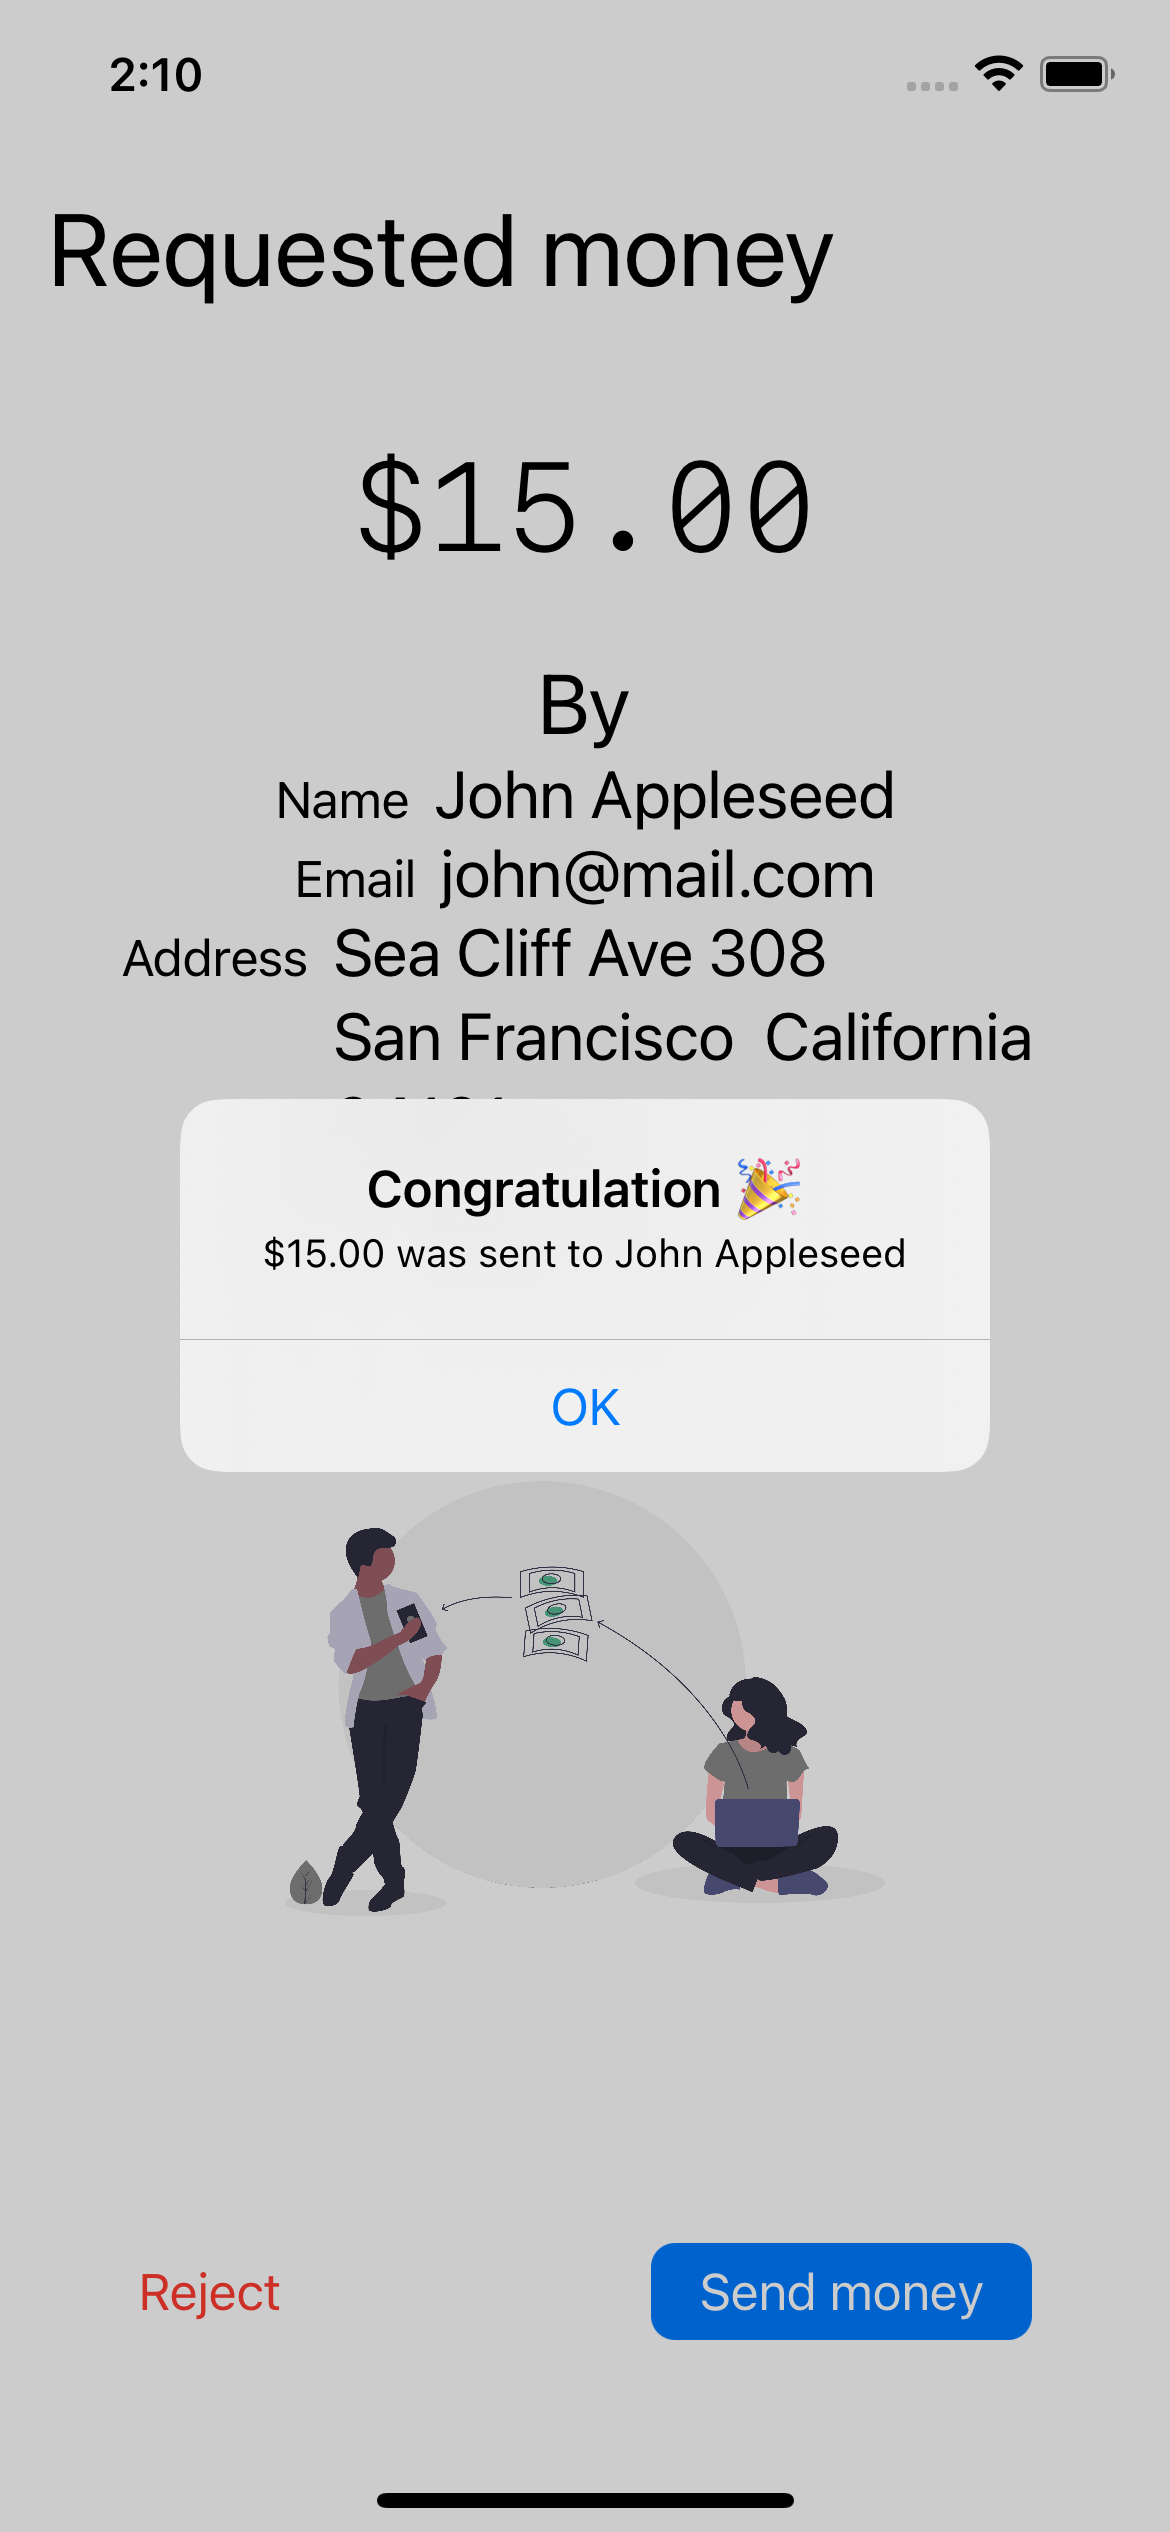 2:10
Requested money
$15.00
By
Name John Appleseed
Email john@mail.com
Address Sea Cliff Ave 308
San Francisco California
Congratulation 🎉
$15.00 was sent to John Appleseed
OK
Reject
Send money